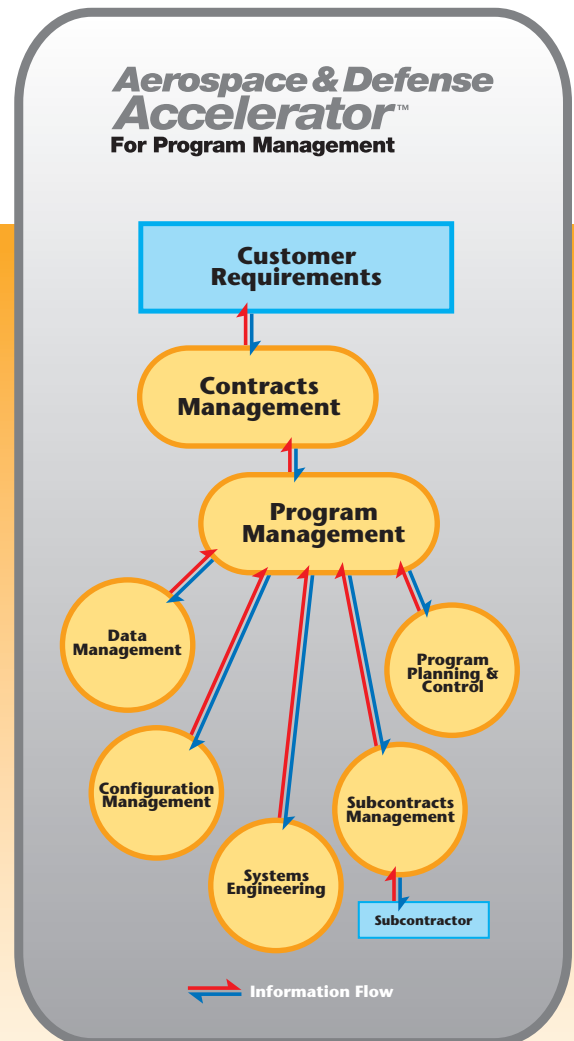 Aerospace & Defense
Accelerator™
For Program Management
Customer
Requirements
Contracts
Management
Program
Management
Data
Management
Program
Planning &
Control
Configuration
Management
Subcontracts
Management
Systems
Engineering
Subcontractor
Information Flow